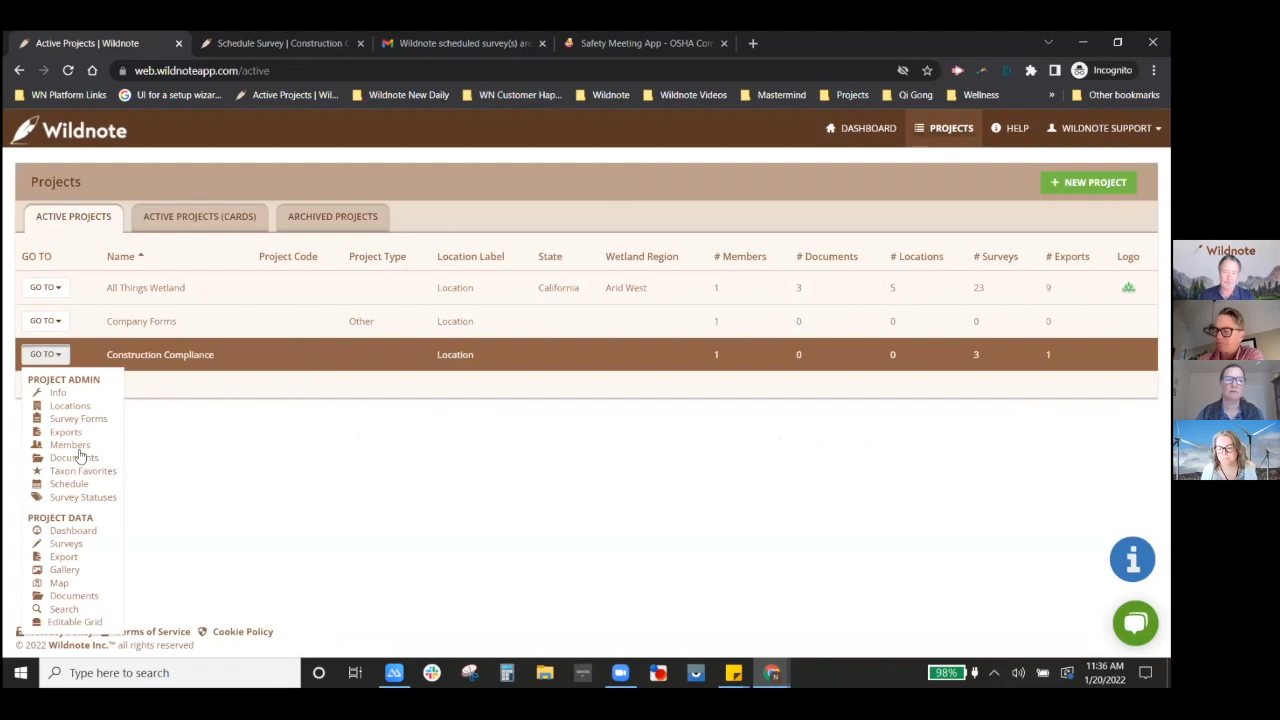 Active Projects | Wildnote
Schedule Survey | Construction C
Wildnote scheduled survey(s) are
Safety Meeting App - OSHA Com
web.wildnoteapp.com/active
Incognito
WN Platform Links
UI for a setup wizar...
Active Projects | Wil...
Wildnote New Daily
WN Customer Hap...
Wildnote
Wildnote Videos
Mastermind
Projects
Qi Gong
Wellness
»
Other bookmarks
Wildnote
DASHBOARD
PROJECTS
HELP
WILDNOTE SUPPORT
Projects
+ NEW PROJECT
ACTIVE PROJECTS
ACTIVE PROJECTS (CARDS)
ARCHIVED PROJECTS
GO TO Name Project Code Project Type Location Label State Wetland Region # Members # Documents # Locations # Surveys # Exports Logo
GO TO All Things Wetland Location California Arid West 1 3 5 23 9
GO TO Company Forms Other Location 1 0 0 0 0
GO TO Construction Compliance Location 1 0 0 3 1
PROJECT ADMIN
Info
Locations
Survey Forms
Exports
Members
Documents
Taxon Favorites
Schedule
Survey Statuses
PROJECT DATA
Dashboard
Surveys
Export
Gallery
Map
Documents
Search
Editable Grid
Terms of Service
Cookie Policy
© 2022 Wildnote Inc.™ all rights reserved
Wildnote
Type here to search
98%
11:36 AM
1/20/2022